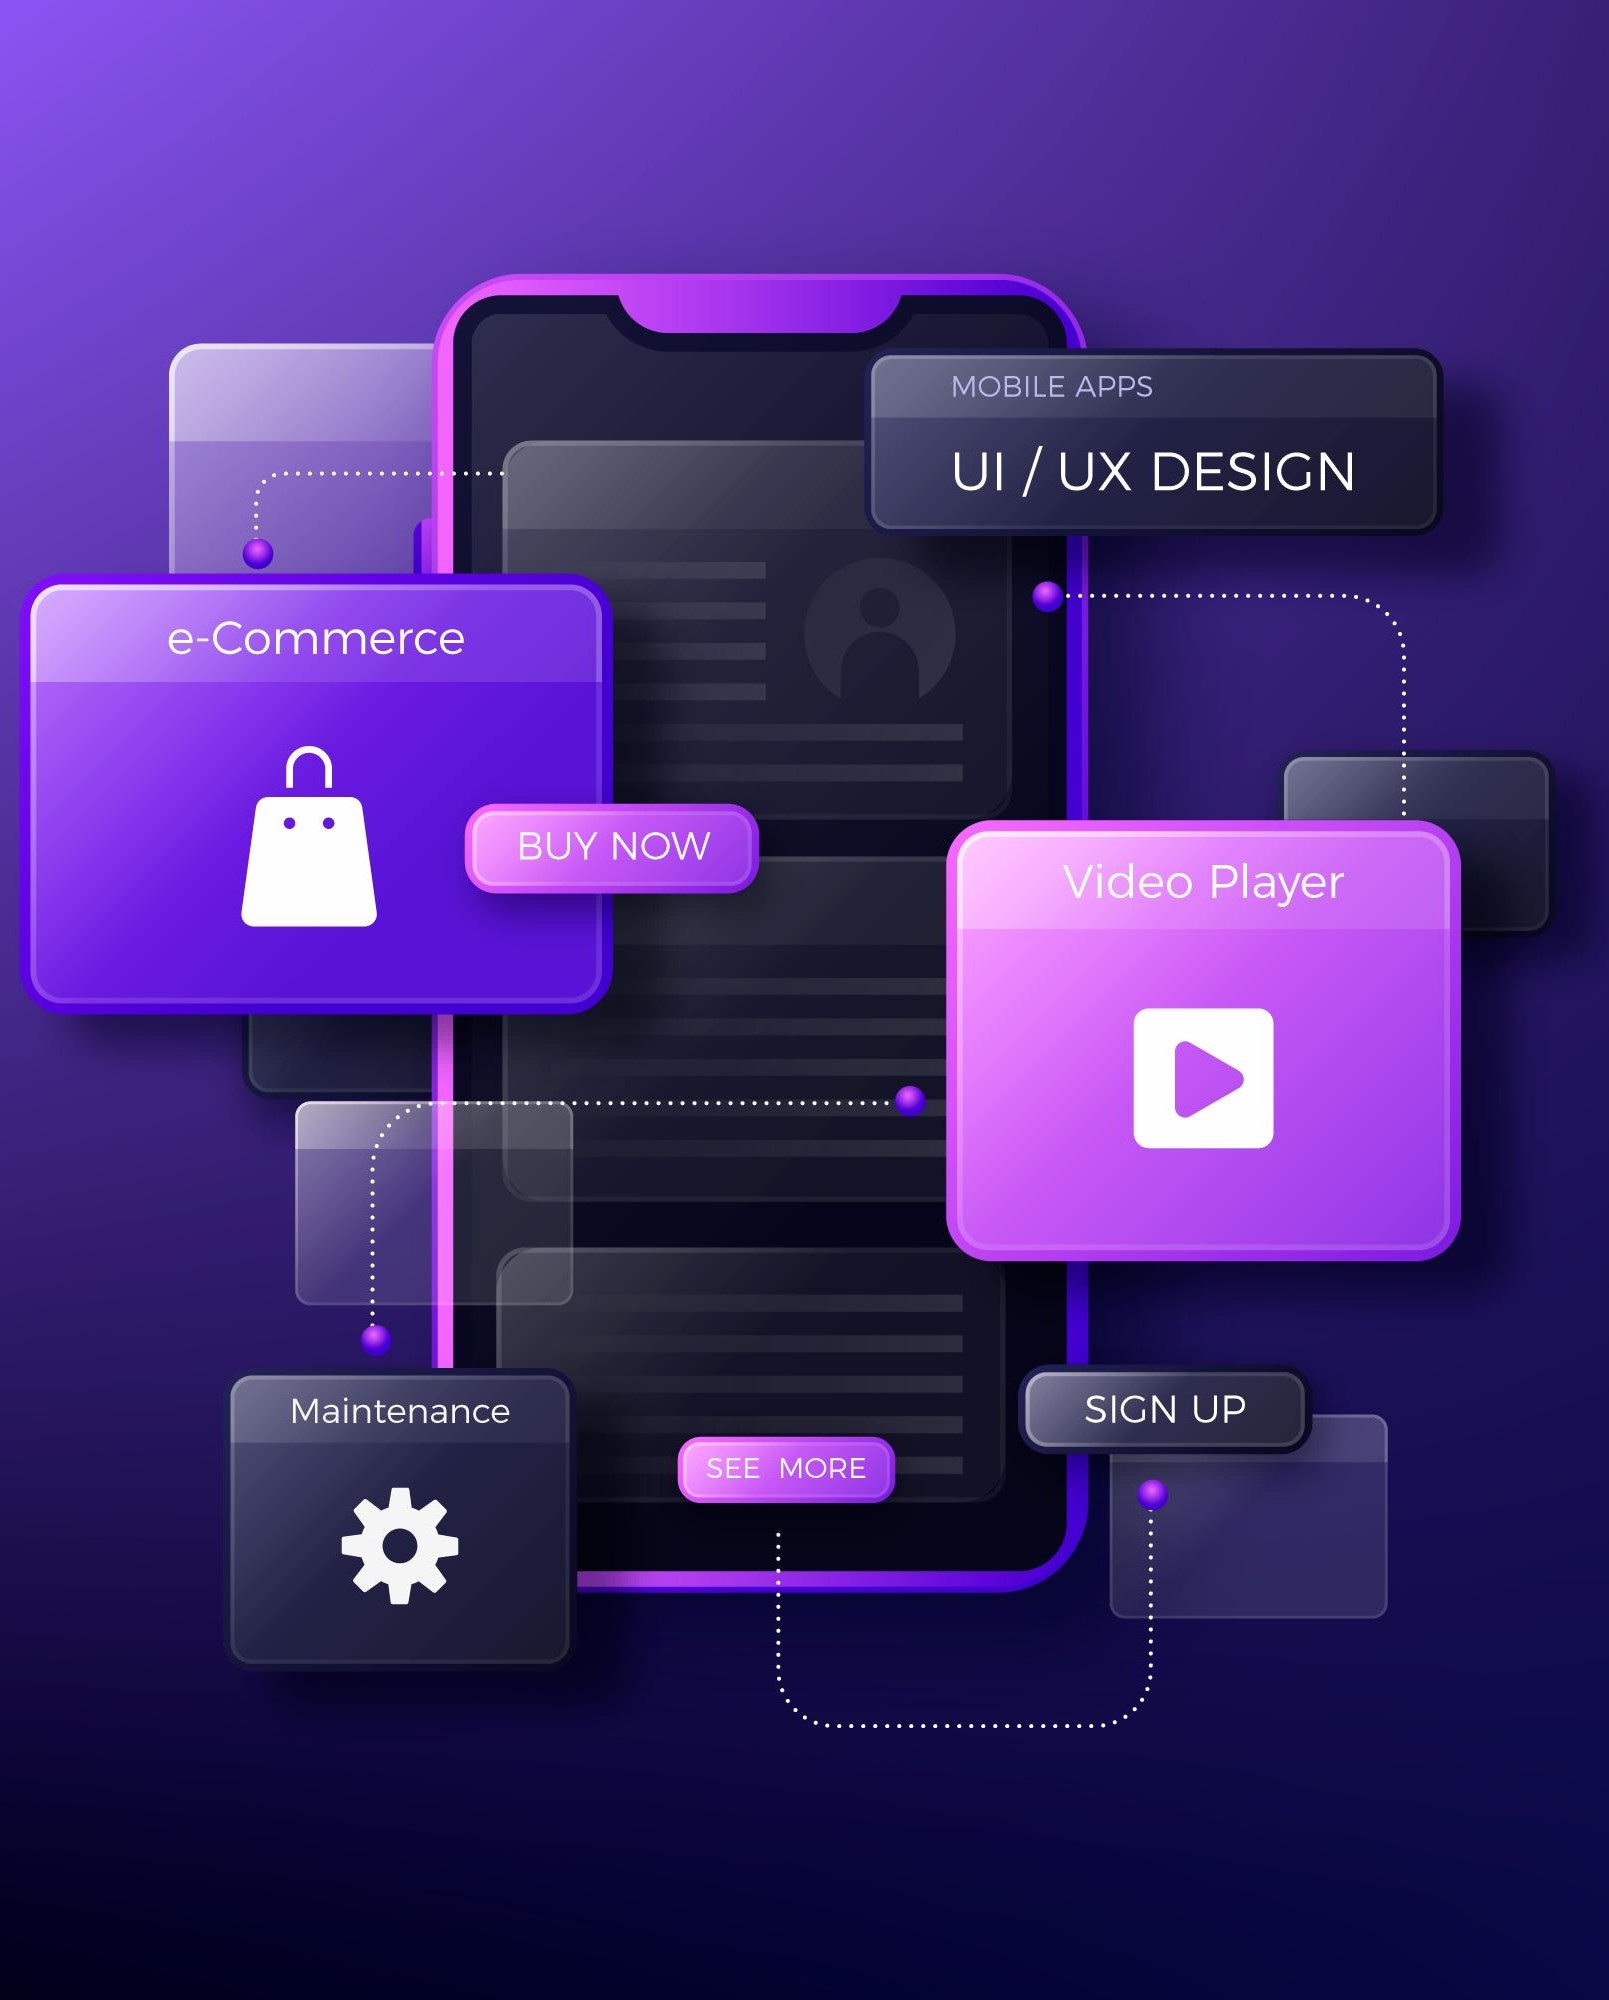 MOBILE APPS
UI / UX DESIGN
e-Commerce
BUY NOW
Video Player
Maintenance
SIGN UP
SEE MORE